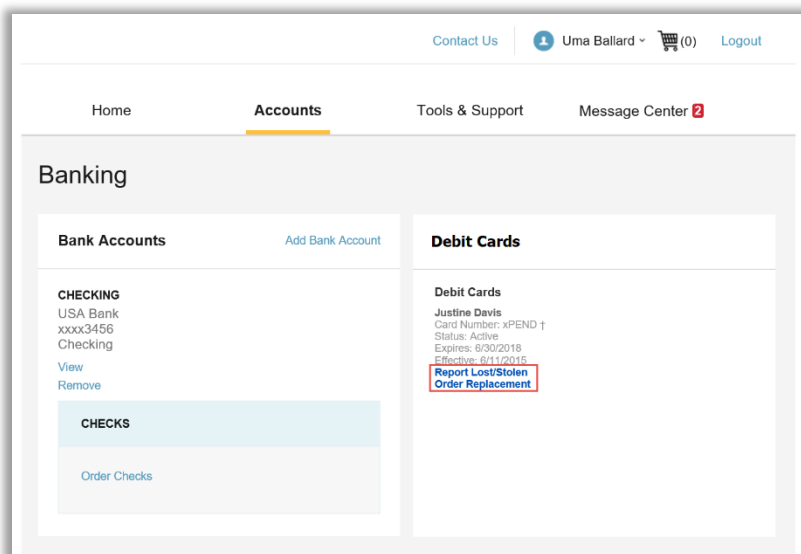 Contact Us
Uma Ballard
(0)
Logout
Home
Accounts
Tools & Support
Message Center 2
Banking
Bank Accounts
Add Bank Account
CHECKING
USA Bank
xxxx3456
Checking
View
Remove
CHECKS
Order Checks
Debit Cards
Debit Cards
Justine Davis
Card Number: xPEND †
Status: Active
Expires: 6/30/2018
Effective: 6/11/2015
Report Lost/Stolen
Order Replacement